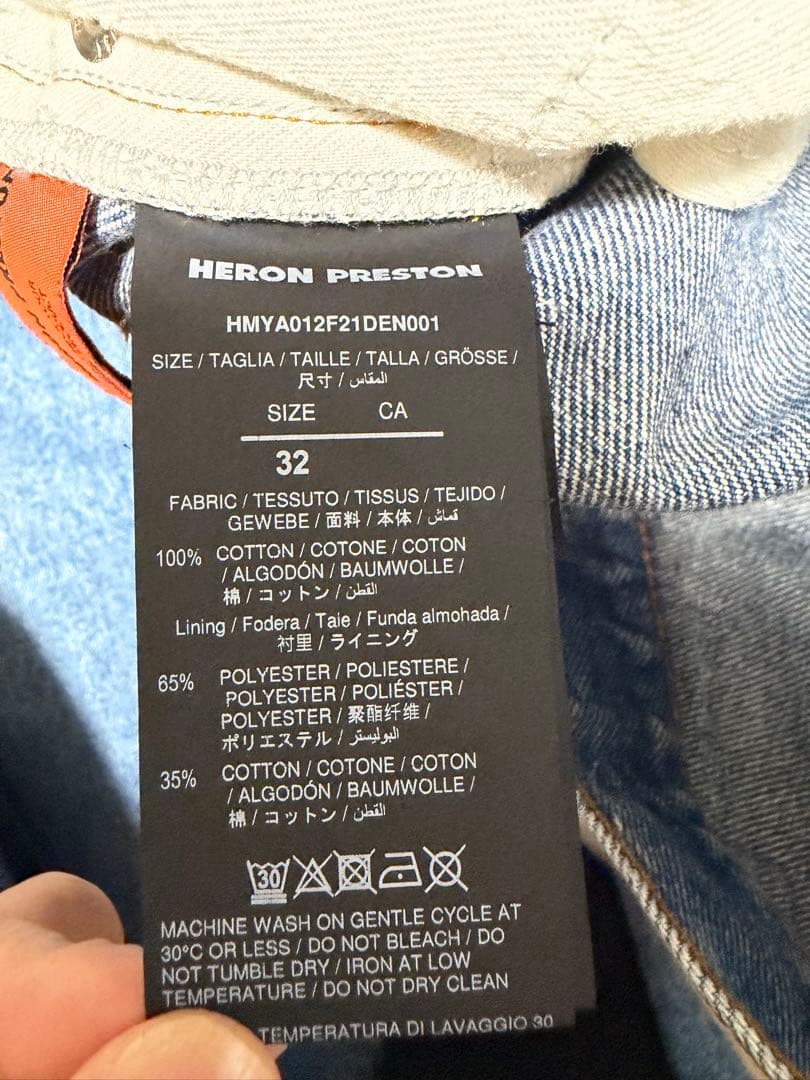 HERON PRESTON
HMYA012F21DEN001
SIZE / TAGLIA / TAILLE / TALLA / GRÖSSE /
尺寸 / المقاس
SIZE CA
32
FABRIC / TESSUTO / TISSUS / TEJIDO /
GEWEBE / 面料 / 本体 / قماش
100% COTTON / COTONE / COTON
/ ALGODÓN / BAUMWOLLE /
棉 / コットン / القطن
Lining / Fodera / Taie / Funda almohada /
衬里 / ライニング
65% POLYESTER / POLIESTERE /
POLYESTER / POLIÉSTER /
POLYESTER / 聚酯纤维 /
ポリエステル / البوليستر
35% COTTON / COTONE / COTON
/ ALGODÓN / BAUMWOLLE /
棉 / コットン / القطن
30
MACHINE WASH ON GENTLE CYCLE AT
30°C OR LESS / DO NOT BLEACH / DO
NOT TUMBLE DRY / IRON AT LOW
TEMPERATURE / DO NOT DRY CLEAN
TEMPERATURA DI LAVAGGIO 30